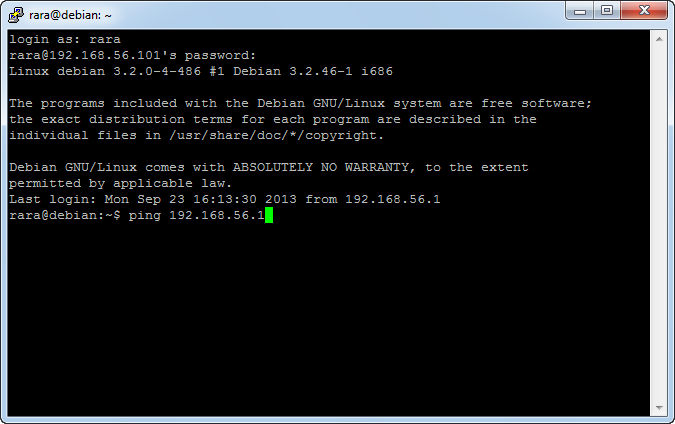 rara@debian: ~
login as: rara
rara@192.168.56.101's password:
Linux debian 3.2.0-4-486 #1 Debian 3.2.46-1 i686
The programs included with the Debian GNU/Linux system are free software;
the exact distribution terms for each program are described in the
individual files in /usr/share/doc/*/copyright.
Debian GNU/Linux comes with ABSOLUTELY NO WARRANTY, to the extent
permitted by applicable law.
Last login: Mon Sep 23 16:13:30 2013 from 192.168.56.1
rara@debian:~$ ping 192.168.56.1